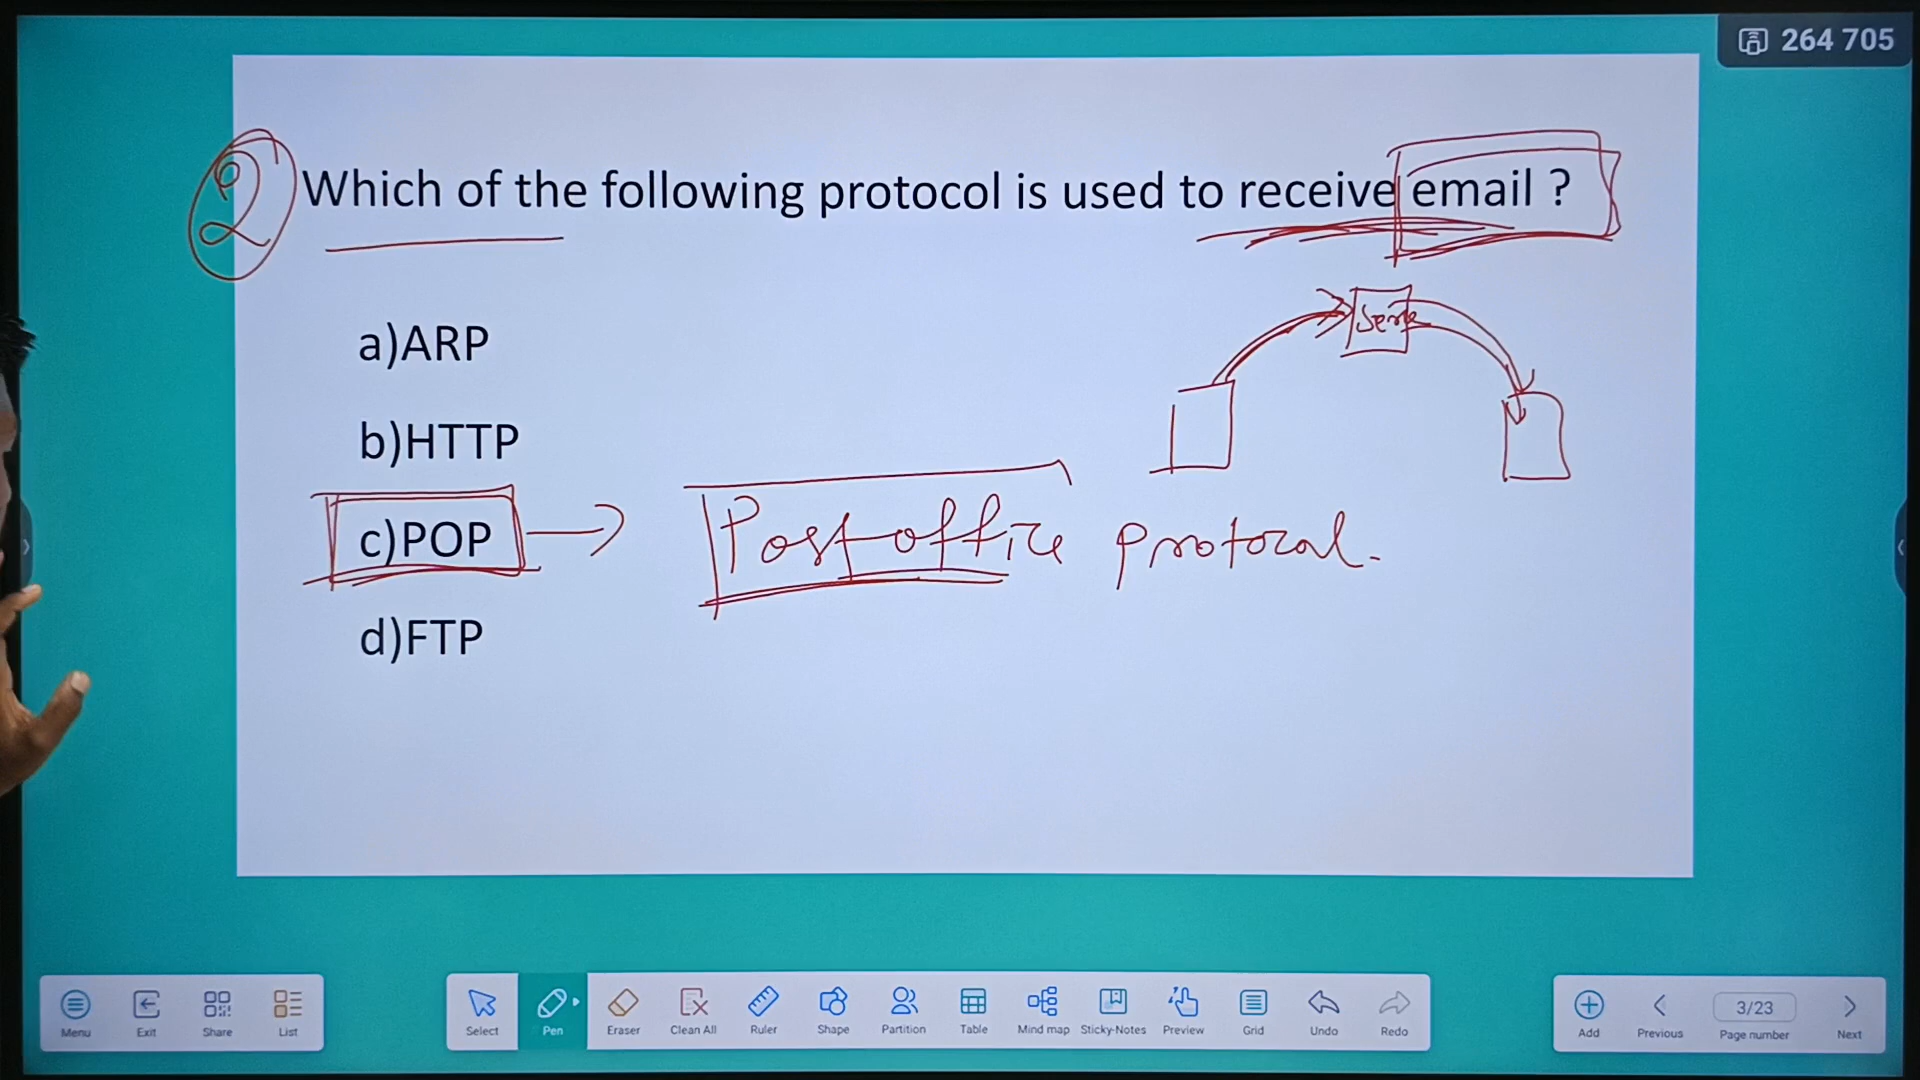 264 705
2 Which of the following protocol is used to receive email ?
a)ARP
Serve
b)HTTP
c)POP → Post office protocol.
d)FTP
Menu Exit Share List Select Pen Eraser Clean All Ruler Shape Partition Table Mind map Sticky-Notes Preview Grid Undo Redo Add Previous 3/23 Page number Next